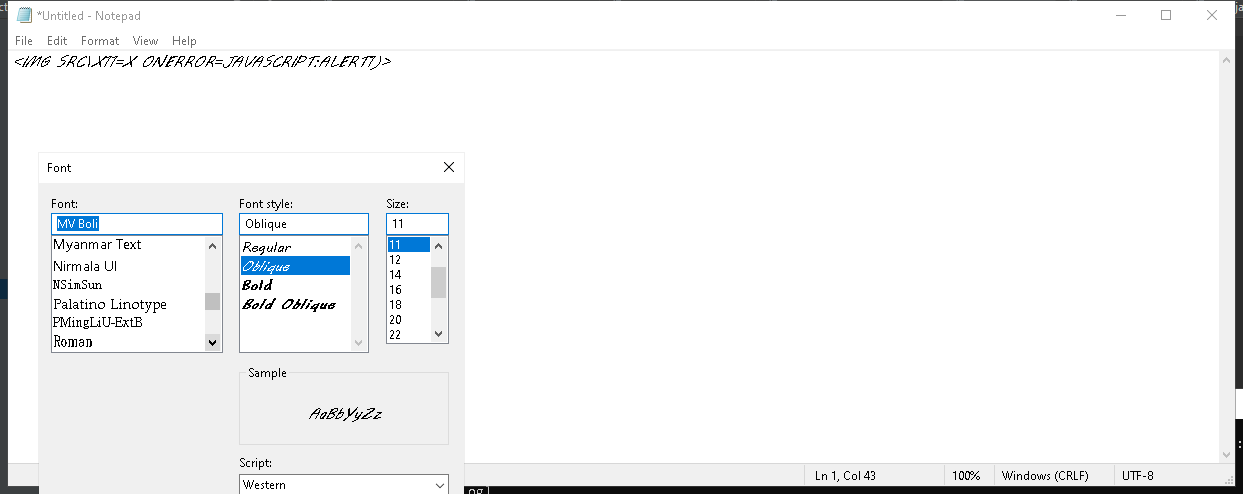 *Untitled - Notepad
File Edit Format View Help
<IMG SRC\X11=X ONERROR=JAVASCRIPT:ALERT1)>
Font
Font: Font style: Size:
MV Boli Oblique 11
Myanmar Text Regular 11
Nirmala UI Oblique 12
NSimSun Bold 14
Palatino Linotype Bold Oblique 16
PMingLiU-ExtB 18
Roman 20
22
Sample
AaBbYyZz
Script:
Western
Ln 1, Col 43 100% Windows (CRLF) UTF-8